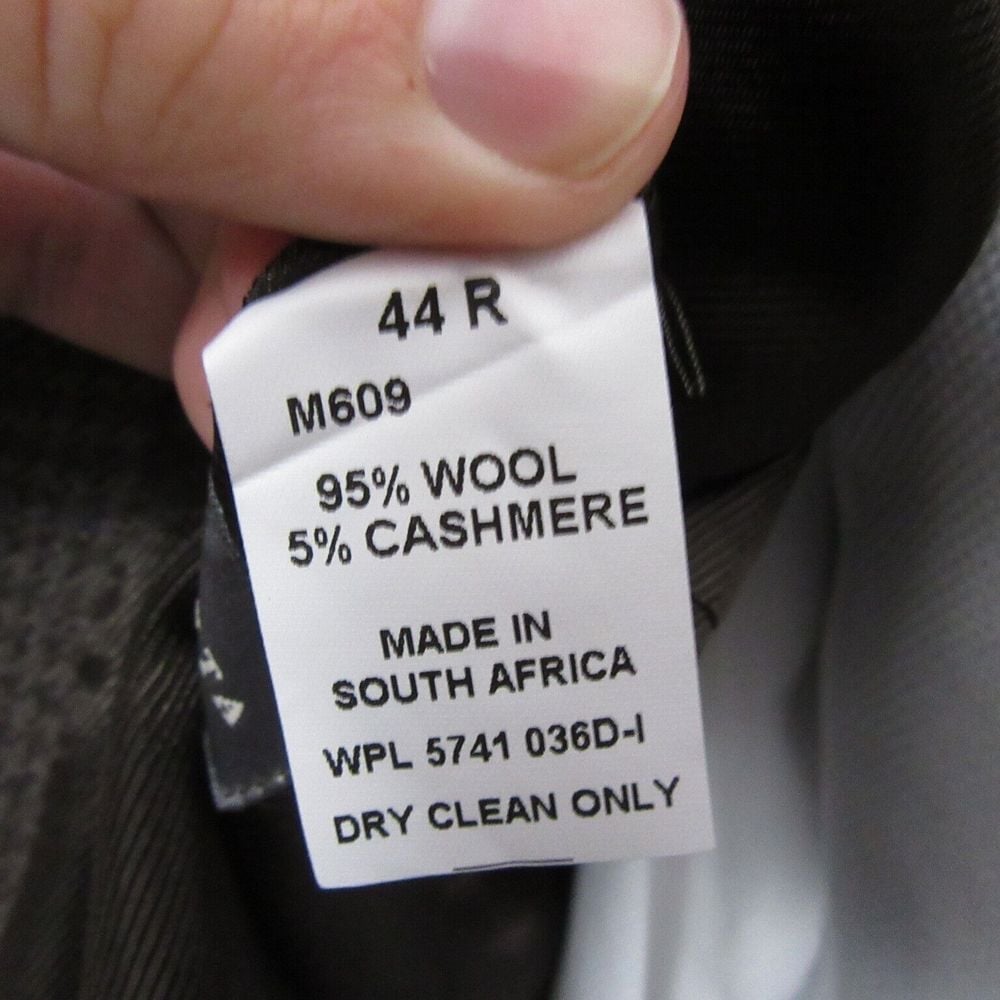 44 R
M609
95% WOOL
5% CASHMERE
MADE IN
SOUTH AFRICA
WPL 5741 036D-I
DRY CLEAN ONLY